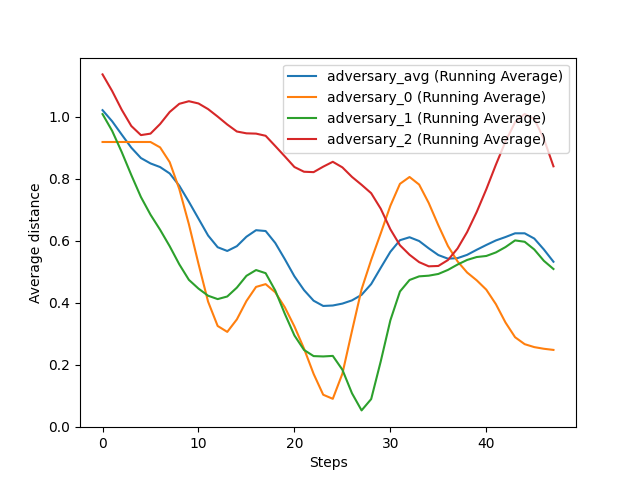 adversary_avg (Running Average)
adversary_0 (Running Average)
adversary_1 (Running Average)
adversary_2 (Running Average)
1.0
0.8
0.6
0.4
0.2
0.0
Average distance
0 10 20 30 40
Steps